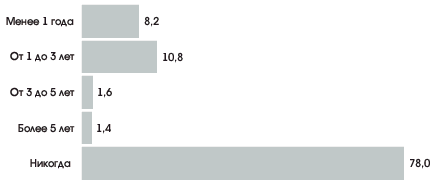 Менее 1 года 8,2
От 1 до 3 лет 10,8
От 3 до 5 лет 1,6
Более 5 лет 1,4
Никогда 78,0